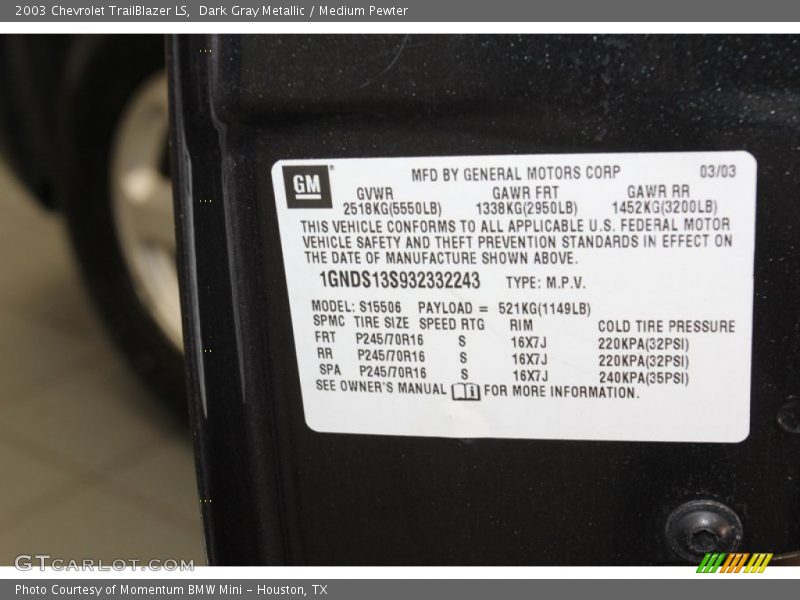 2003 Chevrolet TrailBlazer LS, Dark Gray Metallic / Medium Pewter
GM MFD BY GENERAL MOTORS CORP 03/03
GVWR GAWR FRT GAWR RR
2518KG(5550LB) 1338KG(2950LB) 1452KG(3200LB)
THIS VEHICLE CONFORMS TO ALL APPLICABLE U.S. FEDERAL MOTOR
VEHICLE SAFETY AND THEFT PREVENTION STANDARDS IN EFFECT ON
THE DATE OF MANUFACTURE SHOWN ABOVE.
1GNDS13S932332243 TYPE: M.P.V.
MODEL: S15506 PAYLOAD = 521KG(1149LB)
SPMC TIRE SIZE SPEED RTG RIM COLD TIRE PRESSURE
FRT P245/70R16 S 16X7J 220KPA(32PSI)
RR P245/70R16 S 16X7J 220KPA(32PSI)
SPA P245/70R16 S 16X7J 240KPA(35PSI)
SEE OWNER'S MANUAL i FOR MORE INFORMATION.
GTCARLOT.COM
Photo Courtesy of Momentum BMW Mini - Houston, TX